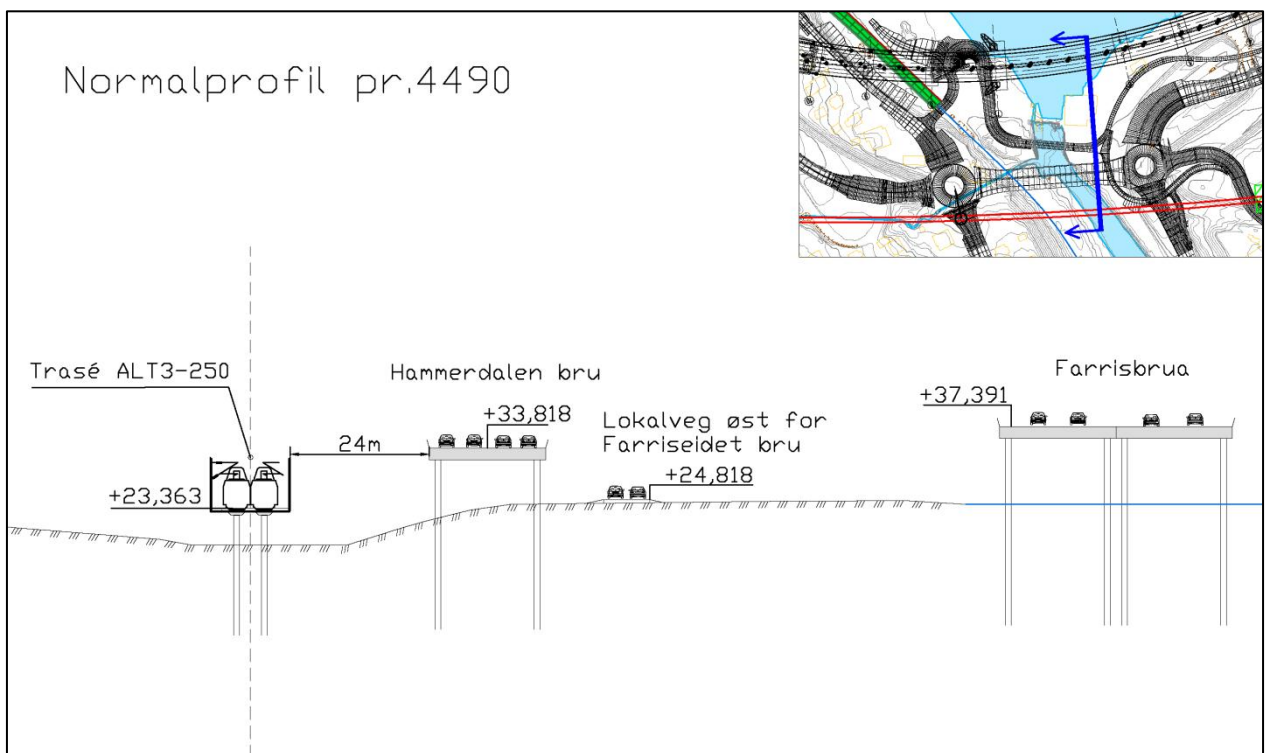 Normalprofil pr.4490
Trasé ALT3-250
+23,363
24m
Hammerdalen bru
+33,818
Lokalveg øst for
Farriseidet bru
+24,818
Farrisbrua
+37,391